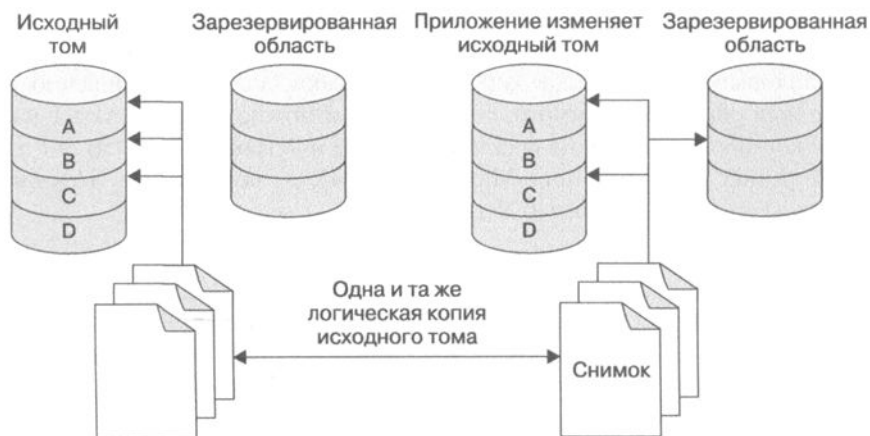 Исходный
том
Зарезервированная
область
Приложение изменяет
исходный том
Зарезервированная
область
A
B
C
D
A
B
C
D
Одна и та же
логическая копия
исходного тома
Снимок